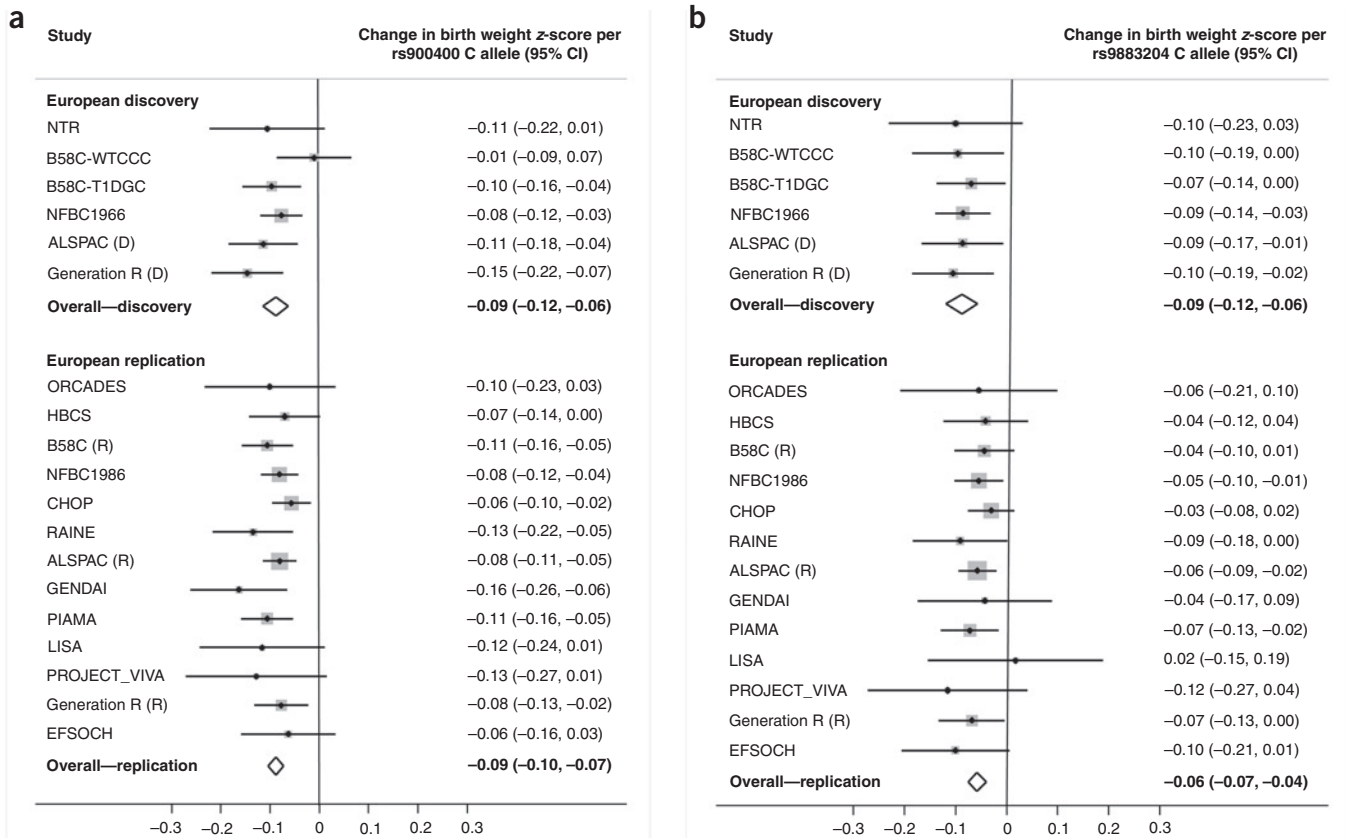 a
Study Change in birth weight z-score per
rs900400 C allele (95% CI)
European discovery
NTR –0.11 (–0.22, 0.01)
B58C-WTCCC –0.01 (–0.09, 0.07)
B58C-T1DGC –0.10 (–0.16, –0.04)
NFBC1966 –0.08 (–0.12, –0.03)
ALSPAC (D) –0.11 (–0.18, –0.04)
Generation R (D) –0.15 (–0.22, –0.07)
Overall—discovery –0.09 (–0.12, –0.06)
European replication
ORCADES –0.10 (–0.23, 0.03)
HBCS –0.07 (–0.14, 0.00)
B58C (R) –0.11 (–0.16, –0.05)
NFBC1986 –0.08 (–0.12, –0.04)
CHOP –0.06 (–0.10, –0.02)
RAINE –0.13 (–0.22, –0.05)
ALSPAC (R) –0.08 (–0.11, –0.05)
GENDAI –0.16 (–0.26, –0.06)
PIAMA –0.11 (–0.16, –0.05)
LISA –0.12 (–0.24, 0.01)
PROJECT_VIVA –0.13 (–0.27, 0.01)
Generation R (R) –0.08 (–0.13, –0.02)
EFSOCH –0.06 (–0.16, 0.03)
Overall—replication –0.09 (–0.10, –0.07)
–0.3 –0.2 –0.1 0 0.1 0.2 0.3
b
Study Change in birth weight z-score per
rs9883204 C allele (95% CI)
European discovery
NTR –0.10 (–0.23, 0.03)
B58C-WTCCC –0.10 (–0.19, 0.00)
B58C-T1DGC –0.07 (–0.14, 0.00)
NFBC1966 –0.09 (–0.14, –0.03)
ALSPAC (D) –0.09 (–0.17, –0.01)
Generation R (D) –0.10 (–0.19, –0.02)
Overall—discovery –0.09 (–0.12, –0.06)
European replication
ORCADES –0.06 (–0.21, 0.10)
HBCS –0.04 (–0.12, 0.04)
B58C (R) –0.04 (–0.10, 0.01)
NFBC1986 –0.05 (–0.10, –0.01)
CHOP –0.03 (–0.08, 0.02)
RAINE –0.09 (–0.18, 0.00)
ALSPAC (R) –0.06 (–0.09, –0.02)
GENDAI –0.04 (–0.17, 0.09)
PIAMA –0.07 (–0.13, –0.02)
LISA 0.02 (–0.15, 0.19)
PROJECT_VIVA –0.12 (–0.27, 0.04)
Generation R (R) –0.07 (–0.13, 0.00)
EFSOCH –0.10 (–0.21, 0.01)
Overall—replication –0.06 (–0.07, –0.04)
–0.3 –0.2 –0.1 0 0.1 0.2 0.3